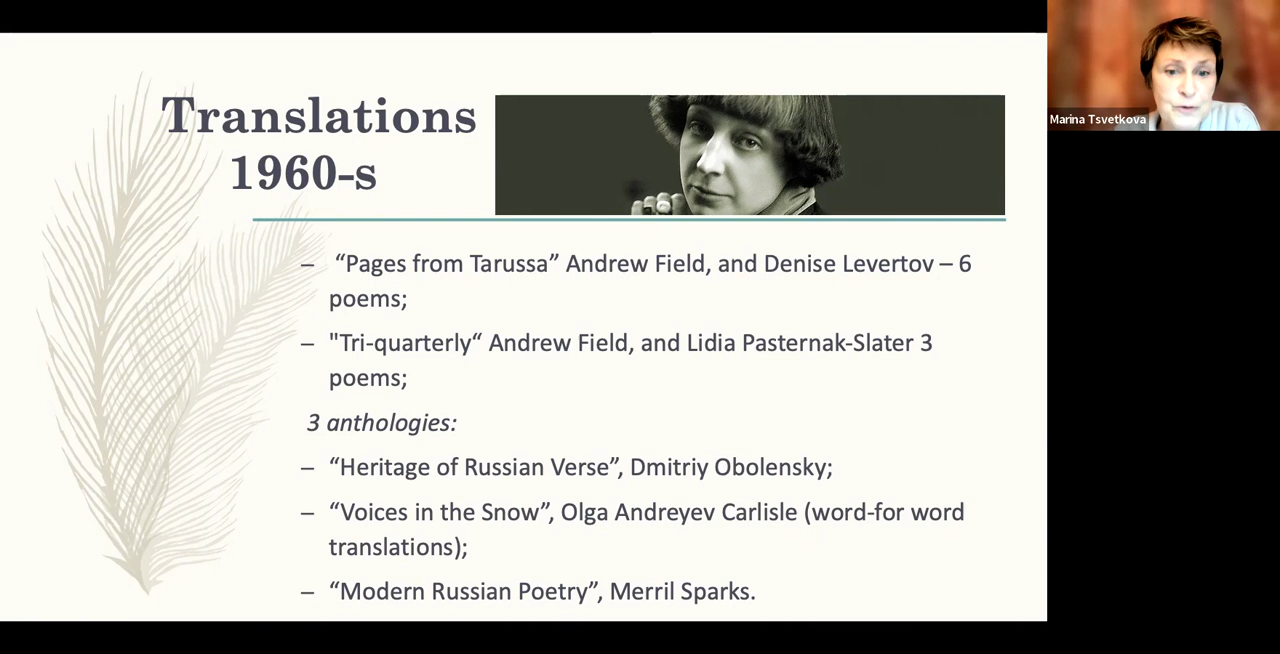 Translations
1960-s
– “Pages from Tarussa” Andrew Field, and Denise Levertov – 6
poems;
– "Tri-quarterly“ Andrew Field, and Lidia Pasternak-Slater 3
poems;
3 anthologies:
– “Heritage of Russian Verse”, Dmitriy Obolensky;
– “Voices in the Snow”, Olga Andreyev Carlisle (word-for word
translations);
– “Modern Russian Poetry”, Merril Sparks.
Marina Tsvetkova